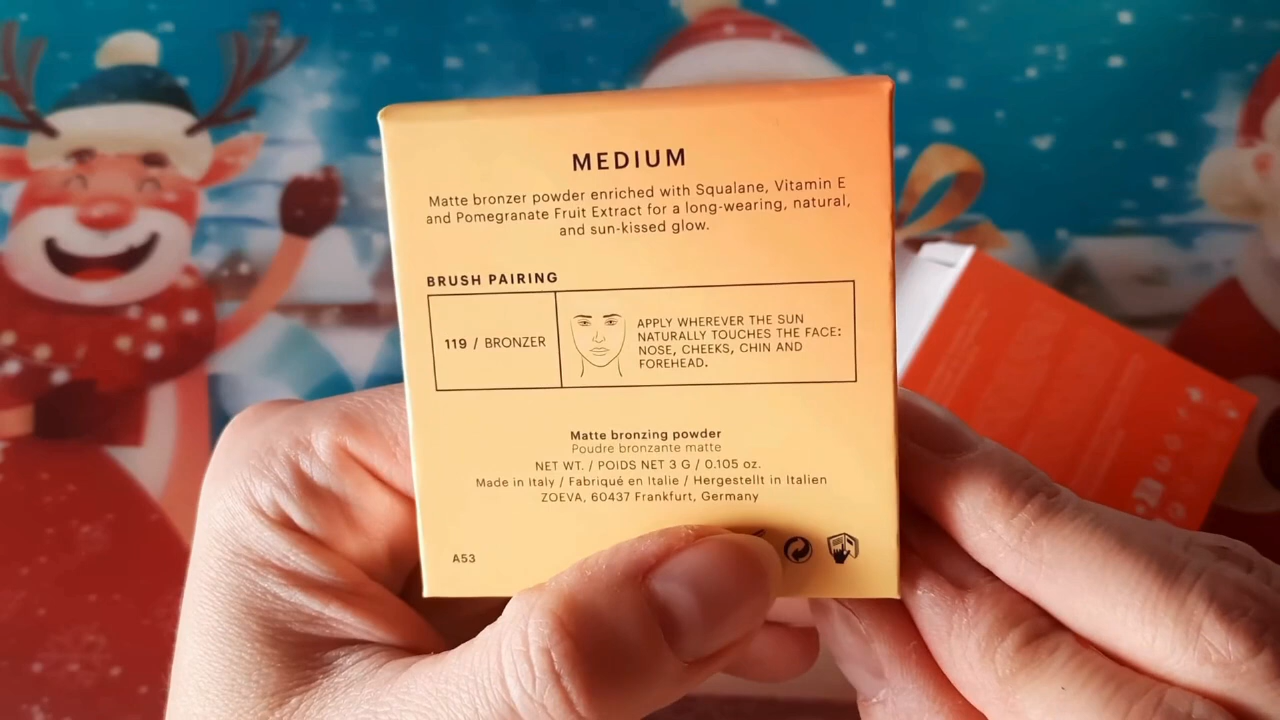 MEDIUM
Matte bronzer powder enriched with Squalane, Vitamin E
and Pomegranate Fruit Extract for a long-wearing, natural,
and sun-kissed glow.
BRUSH PAIRING
119 / BRONZER
APPLY WHEREVER THE SUN
NATURALLY TOUCHES THE FACE:
NOSE, CHEEKS, CHIN AND
FOREHEAD.
Matte bronzing powder
Poudre bronzante matte
NET WT. / POIDS NET 3 G / 0.105 oz.
Made in Italy / Fabriqué en Italie / Hergestellt in Italien
ZOEVA, 60437 Frankfurt, Germany
A53